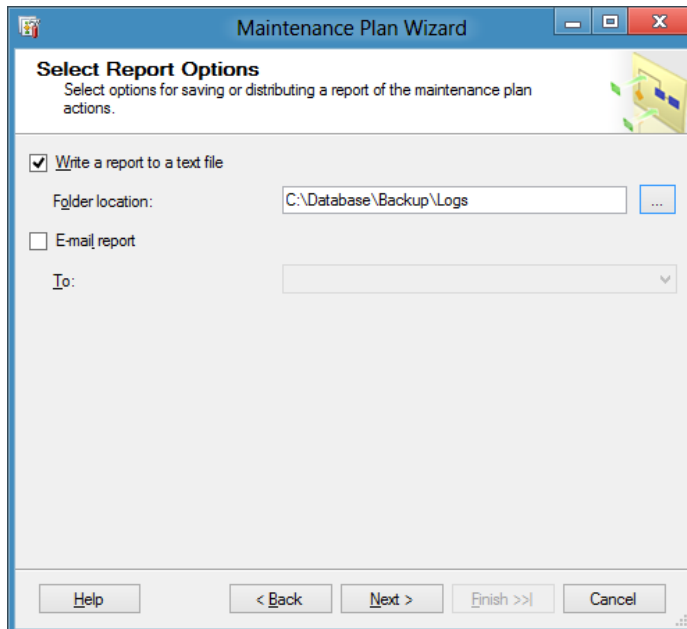 Maintenance Plan Wizard
Select Report Options
Select options for saving or distributing a report of the maintenance plan
actions.
Write a report to a text file
Folder location: C:\Database\Backup\Logs ...
E-mail report
To:
Help < Back Next > Finish >>| Cancel